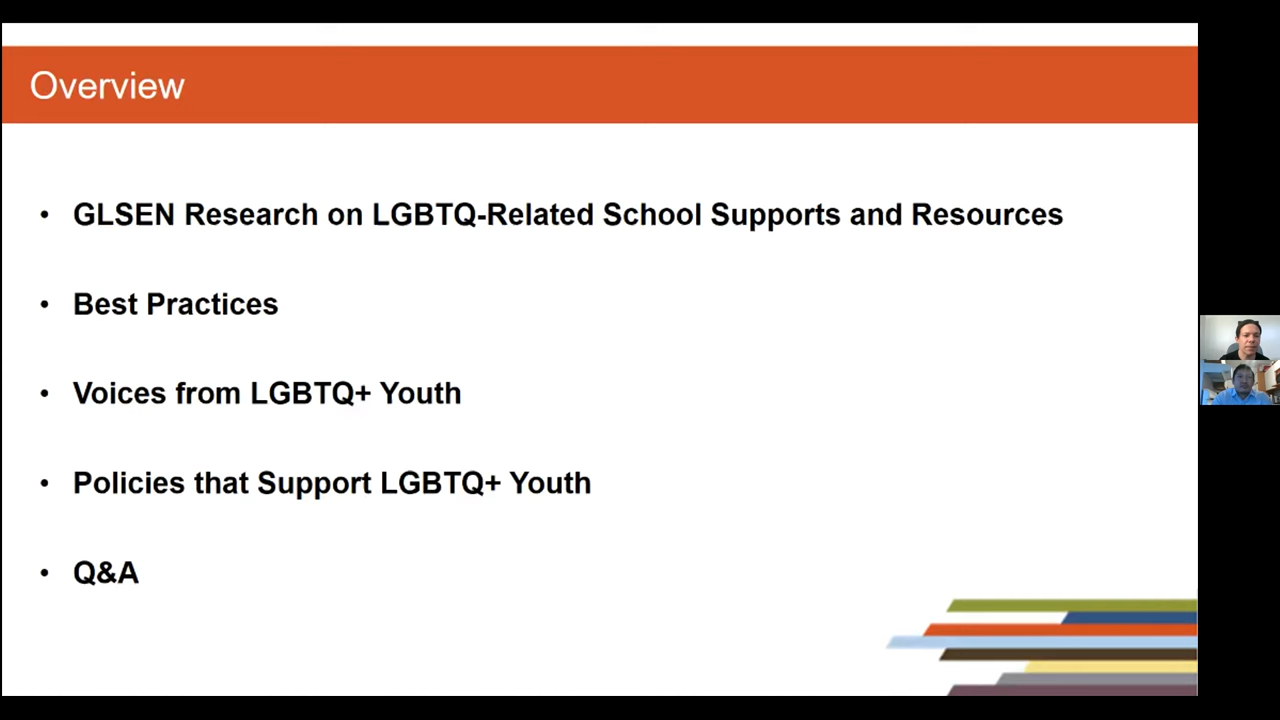 Overview
• GLSEN Research on LGBTQ-Related School Supports and Resources
• Best Practices
• Voices from LGBTQ+ Youth
• Policies that Support LGBTQ+ Youth
• Q&A